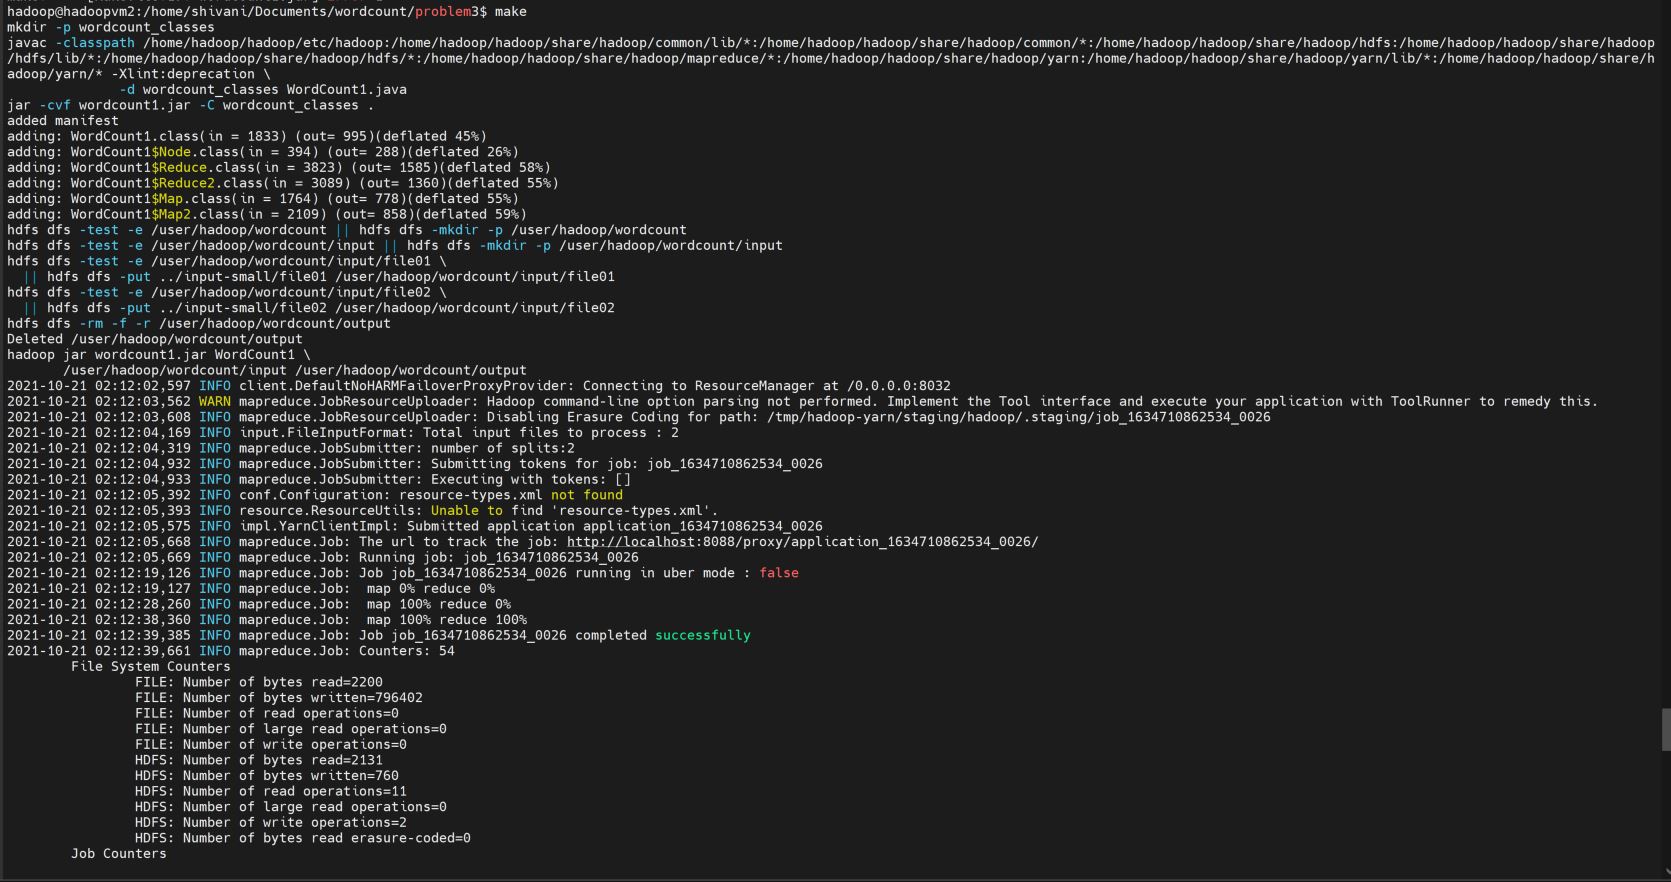 hadoop@hadoopvm2:/home/shivani/Documents/wordcount/problem3$ make
mkdir -p wordcount_classes
javac -classpath /home/hadoop/hadoop/etc/hadoop:/home/hadoop/hadoop/share/hadoop/common/lib/*:/home/hadoop/hadoop/share/hadoop/common/*:/home/hadoop/hadoop/share/hadoop/hdfs:/home/hadoop/hadoop/share/hadoop
/hdfs/lib/*:/home/hadoop/hadoop/share/hadoop/hdfs/*:/home/hadoop/hadoop/share/hadoop/mapreduce/*:/home/hadoop/hadoop/share/hadoop/yarn:/home/hadoop/hadoop/share/hadoop/yarn/lib/*:/home/hadoop/hadoop/share/h
adoop/yarn/* -Xlint:deprecation \
-d wordcount_classes WordCount1.java
jar -cvf wordcount1.jar -C wordcount_classes .
added manifest
adding: WordCount1.class(in = 1833) (out= 995)(deflated 45%)
adding: WordCount1$Node.class(in = 394) (out= 288)(deflated 26%)
adding: WordCount1$Reduce.class(in = 3823) (out= 1585)(deflated 58%)
adding: WordCount1$Reduce2.class(in = 3089) (out= 1360)(deflated 55%)
adding: WordCount1$Map.class(in = 1764) (out= 778)(deflated 55%)
adding: WordCount1$Map2.class(in = 2109) (out= 858)(deflated 59%)
hdfs dfs -test -e /user/hadoop/wordcount || hdfs dfs -mkdir -p /user/hadoop/wordcount
hdfs dfs -test -e /user/hadoop/wordcount/input || hdfs dfs -mkdir -p /user/hadoop/wordcount/input
hdfs dfs -test -e /user/hadoop/wordcount/input/file01 \
|| hdfs dfs -put ../input-small/file01 /user/hadoop/wordcount/input/file01
hdfs dfs -test -e /user/hadoop/wordcount/input/file02 \
|| hdfs dfs -put ../input-small/file02 /user/hadoop/wordcount/input/file02
hdfs dfs -rm -f -r /user/hadoop/wordcount/output
Deleted /user/hadoop/wordcount/output
hadoop jar wordcount1.jar WordCount1 \
/user/hadoop/wordcount/input /user/hadoop/wordcount/output
2021-10-21 02:12:02,597 INFO client.DefaultNoHARMFailoverProxyProvider: Connecting to ResourceManager at /0.0.0.0:8032
2021-10-21 02:12:03,562 WARN mapreduce.JobResourceUploader: Hadoop command-line option parsing not performed. Implement the Tool interface and execute your application with ToolRunner to remedy this.
2021-10-21 02:12:03,608 INFO mapreduce.JobResourceUploader: Disabling Erasure Coding for path: /tmp/hadoop-yarn/staging/hadoop/.staging/job_1634710862534_0026
2021-10-21 02:12:04,169 INFO input.FileInputFormat: Total input files to process : 2
2021-10-21 02:12:04,319 INFO mapreduce.JobSubmitter: number of splits:2
2021-10-21 02:12:04,932 INFO mapreduce.JobSubmitter: Submitting tokens for job: job_1634710862534_0026
2021-10-21 02:12:04,933 INFO mapreduce.JobSubmitter: Executing with tokens: []
2021-10-21 02:12:05,392 INFO conf.Configuration: resource-types.xml not found
2021-10-21 02:12:05,393 INFO resource.ResourceUtils: Unable to find 'resource-types.xml'.
2021-10-21 02:12:05,575 INFO impl.YarnClientImpl: Submitted application application_1634710862534_0026
2021-10-21 02:12:05,668 INFO mapreduce.Job: The url to track the job: http://localhost:8088/proxy/application_1634710862534_0026/
2021-10-21 02:12:05,669 INFO mapreduce.Job: Running job: job_1634710862534_0026
2021-10-21 02:12:19,126 INFO mapreduce.Job: Job job_1634710862534_0026 running in uber mode : false
2021-10-21 02:12:19,127 INFO mapreduce.Job:  map 0% reduce 0%
2021-10-21 02:12:28,260 INFO mapreduce.Job:  map 100% reduce 0%
2021-10-21 02:12:38,360 INFO mapreduce.Job:  map 100% reduce 100%
2021-10-21 02:12:39,385 INFO mapreduce.Job: Job job_1634710862534_0026 completed successfully
2021-10-21 02:12:39,661 INFO mapreduce.Job: Counters: 54
File System Counters
FILE: Number of bytes read=2200
FILE: Number of bytes written=796402
FILE: Number of read operations=0
FILE: Number of large read operations=0
FILE: Number of write operations=0
HDFS: Number of bytes read=2131
HDFS: Number of bytes written=760
HDFS: Number of read operations=11
HDFS: Number of large read operations=0
HDFS: Number of write operations=2
HDFS: Number of bytes read erasure-coded=0
Job Counters